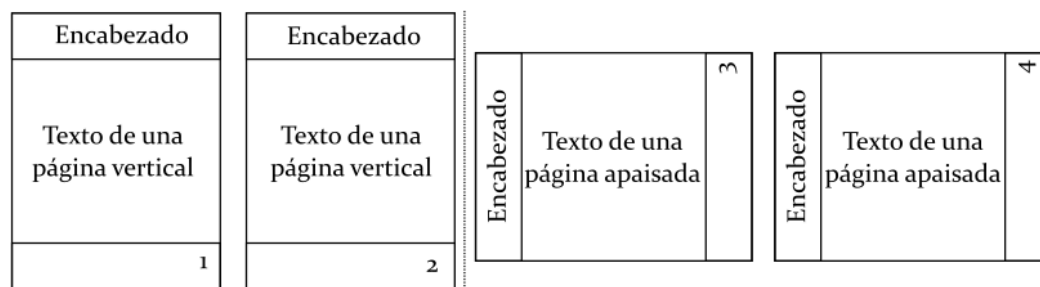 Encabezado
Texto de una
página vertical
1
Encabezado
Texto de una
página vertical
2
Encabezado
Texto de una
página apaisada
3
Encabezado
Texto de una
página apaisada
4